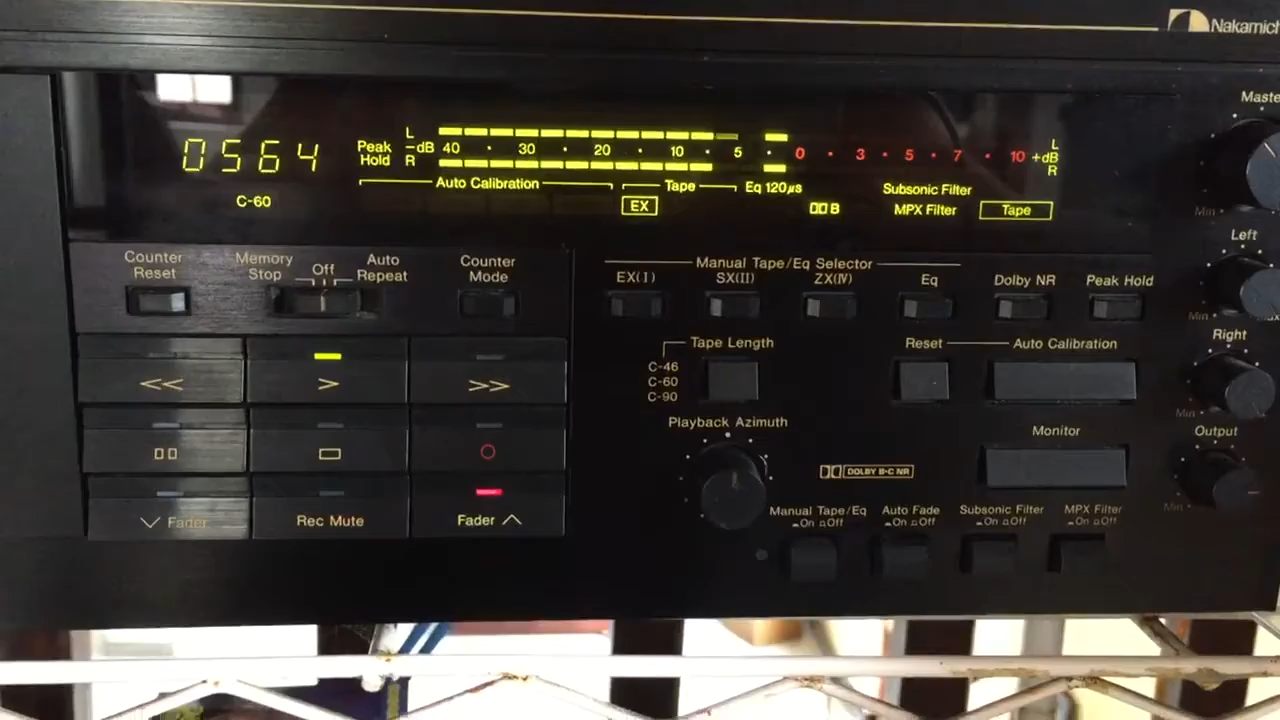 Nakamich
0564
C-60
Peak Hold
L
R
-dB 40 · 30 · 20 · 10 · 5 · 0 · 3 · 5 · 7 · 10 +dB
L
R
Auto Calibration
Tape
Eq 120µs
EX
B
Subsonic Filter
MPX Filter
Tape
Counter Reset
Memory Stop
Off
Auto Repeat
Counter Mode
Manual Tape/Eq Selector
EX(I)
SX(II)
ZX(IV)
Eq
Dolby NR
Peak Hold
<<
>
>>
Fader
Rec Mute
Fader
Tape Length
C-46
C-60
C-90
Reset
Auto Calibration
Playback Azimuth
Monitor
DOLBY B·C NR
Manual Tape/Eq
On Off
Auto Fade
On Off
Subsonic Filter
On Off
MPX Filter
On Off
Maste
Min
Left
Min
Right
Min
Output
Min